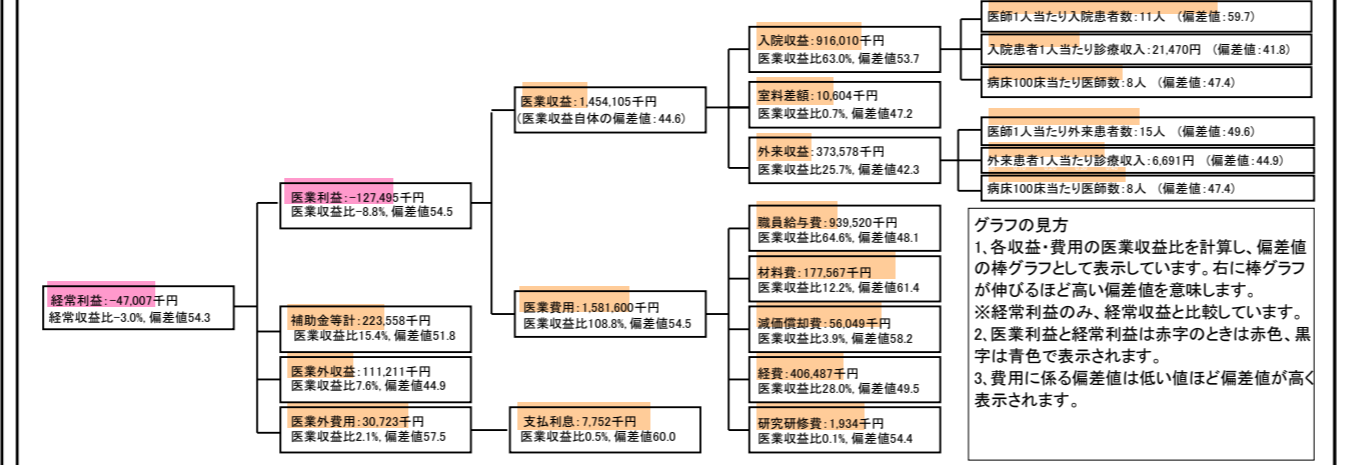 経常利益:-47,007千円
経常収益比-3.0%, 偏差値54.3
医業利益:-127,495千円
医業収益比-8.8%, 偏差値54.5
補助金等計:223,558千円
医業収益比15.4%, 偏差値51.8
医業外収益:111,211千円
医業収益比7.6%, 偏差値44.9
医業外費用:30,723千円
医業収益比2.1%, 偏差値57.5
医業収益:1,454,105千円
(医業収益自体の偏差値:44.6)
医業費用:1,581,600千円
医業収益比108.8%, 偏差値54.5
支払利息:7,752千円
医業収益比0.5%, 偏差値60.0
入院収益:916,010千円
医業収益比63.0%, 偏差値53.7
室料差額:10,604千円
医業収益比0.7%, 偏差値47.2
外来収益:373,578千円
医業収益比25.7%, 偏差値42.3
職員給与費:939,520千円
医業収益比64.6%, 偏差値48.1
材料費:177,567千円
医業収益比12.2%, 偏差値61.4
減価償却費:56,049千円
医業収益比3.9%, 偏差値58.2
経費:406,487千円
医業収益比28.0%, 偏差値49.5
研究研修費:1,934千円
医業収益比0.1%, 偏差値54.4
医師1人当たり入院患者数:11人 (偏差値:59.7)
入院患者1人当たり診療収入:21,470円 (偏差値:41.8)
病床100床当たり医師数:8人 (偏差値:47.4)
医師1人当たり外来患者数:15人 (偏差値:49.6)
外来患者1人当たり診療収入:6,691円 (偏差値:44.9)
病床100床当たり医師数:8人 (偏差値:47.4)
グラフの見方
1、各収益・費用の医業収益比を計算し、偏差値
の棒グラフとして表示しています。右に棒グラフ
が伸びるほど高い偏差値を意味します。
※経常利益のみ、経常収益と比較しています。
2、医業利益と経常利益は赤字のときは赤色、黒
字は青色で表示されます。
3、費用に係る偏差値は低い値ほど偏差値が高く
表示されます。